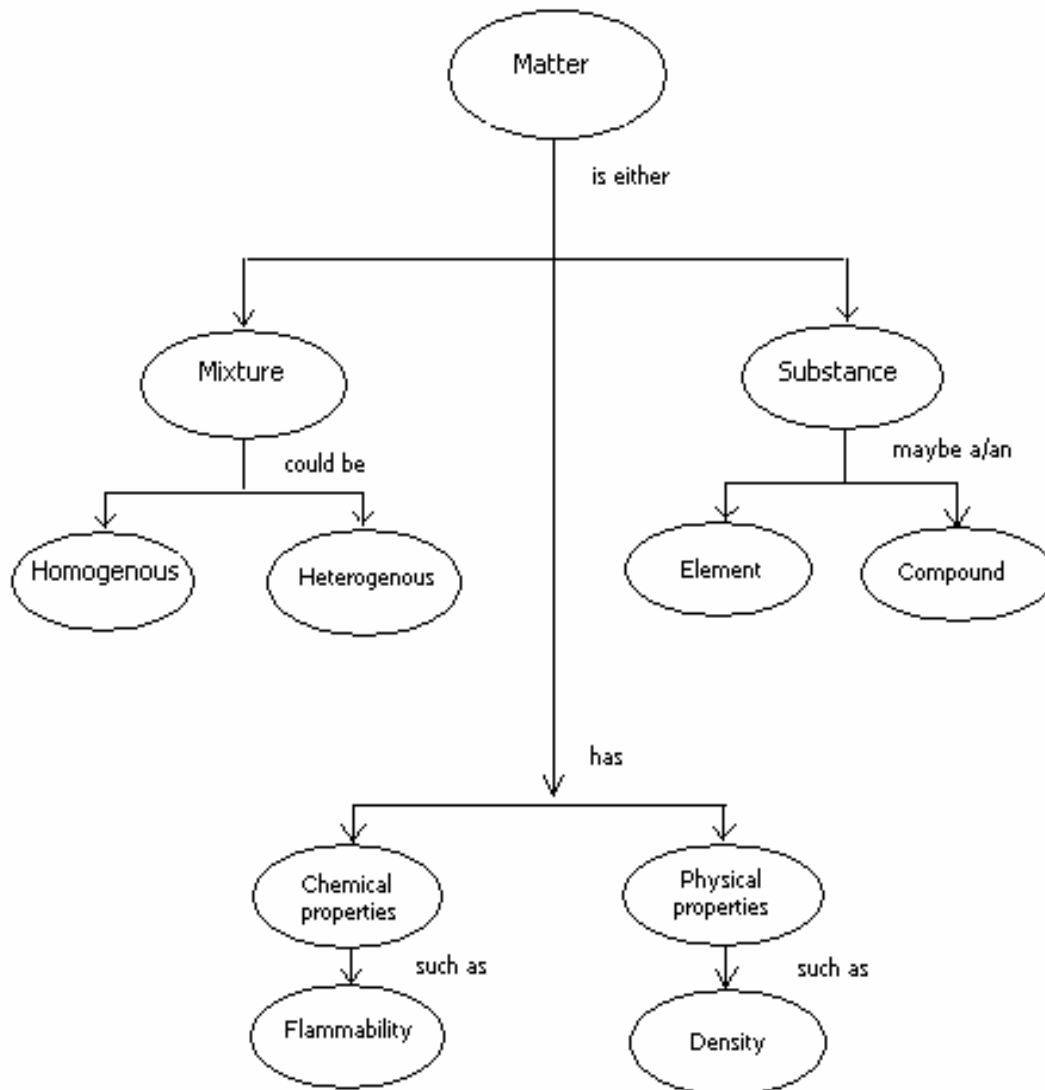 Matter
is either
Mixture
Substance
could be
maybe a/an
Homogenous
Heterogenous
Element
Compound
has
Chemical
properties
Physical
properties
such as
such as
Flammability
Density